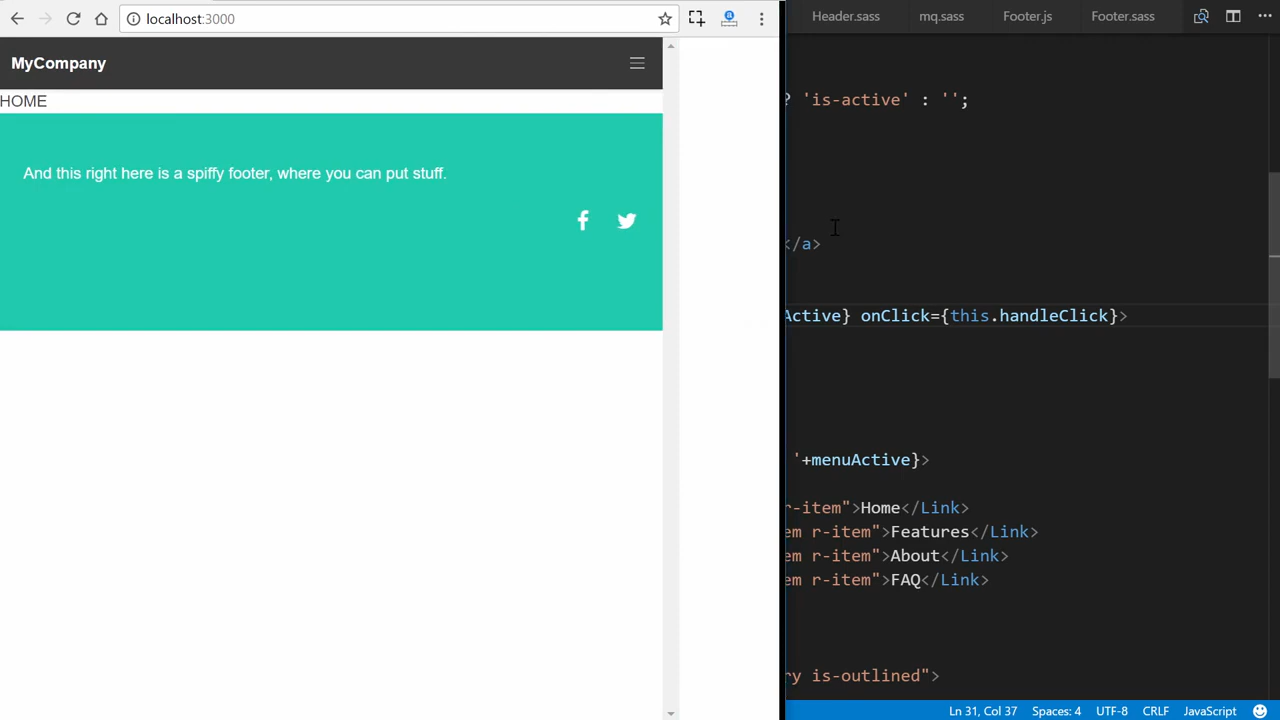 localhost:3000
MyCompany
HOME
And this right here is a spiffy footer, where you can put stuff.
Header.sass mq.sass Footer.js Footer.sass
? 'is-active' : '';
</a>
Active} onClick={this.handleClick}>
'+menuActive}>
r-item">Home</Link>
em r-item">Features</Link>
em r-item">About</Link>
em r-item">FAQ</Link>
ry is-outlined">
Ln 31, Col 37 Spaces: 4 UTF-8 CRLF JavaScript